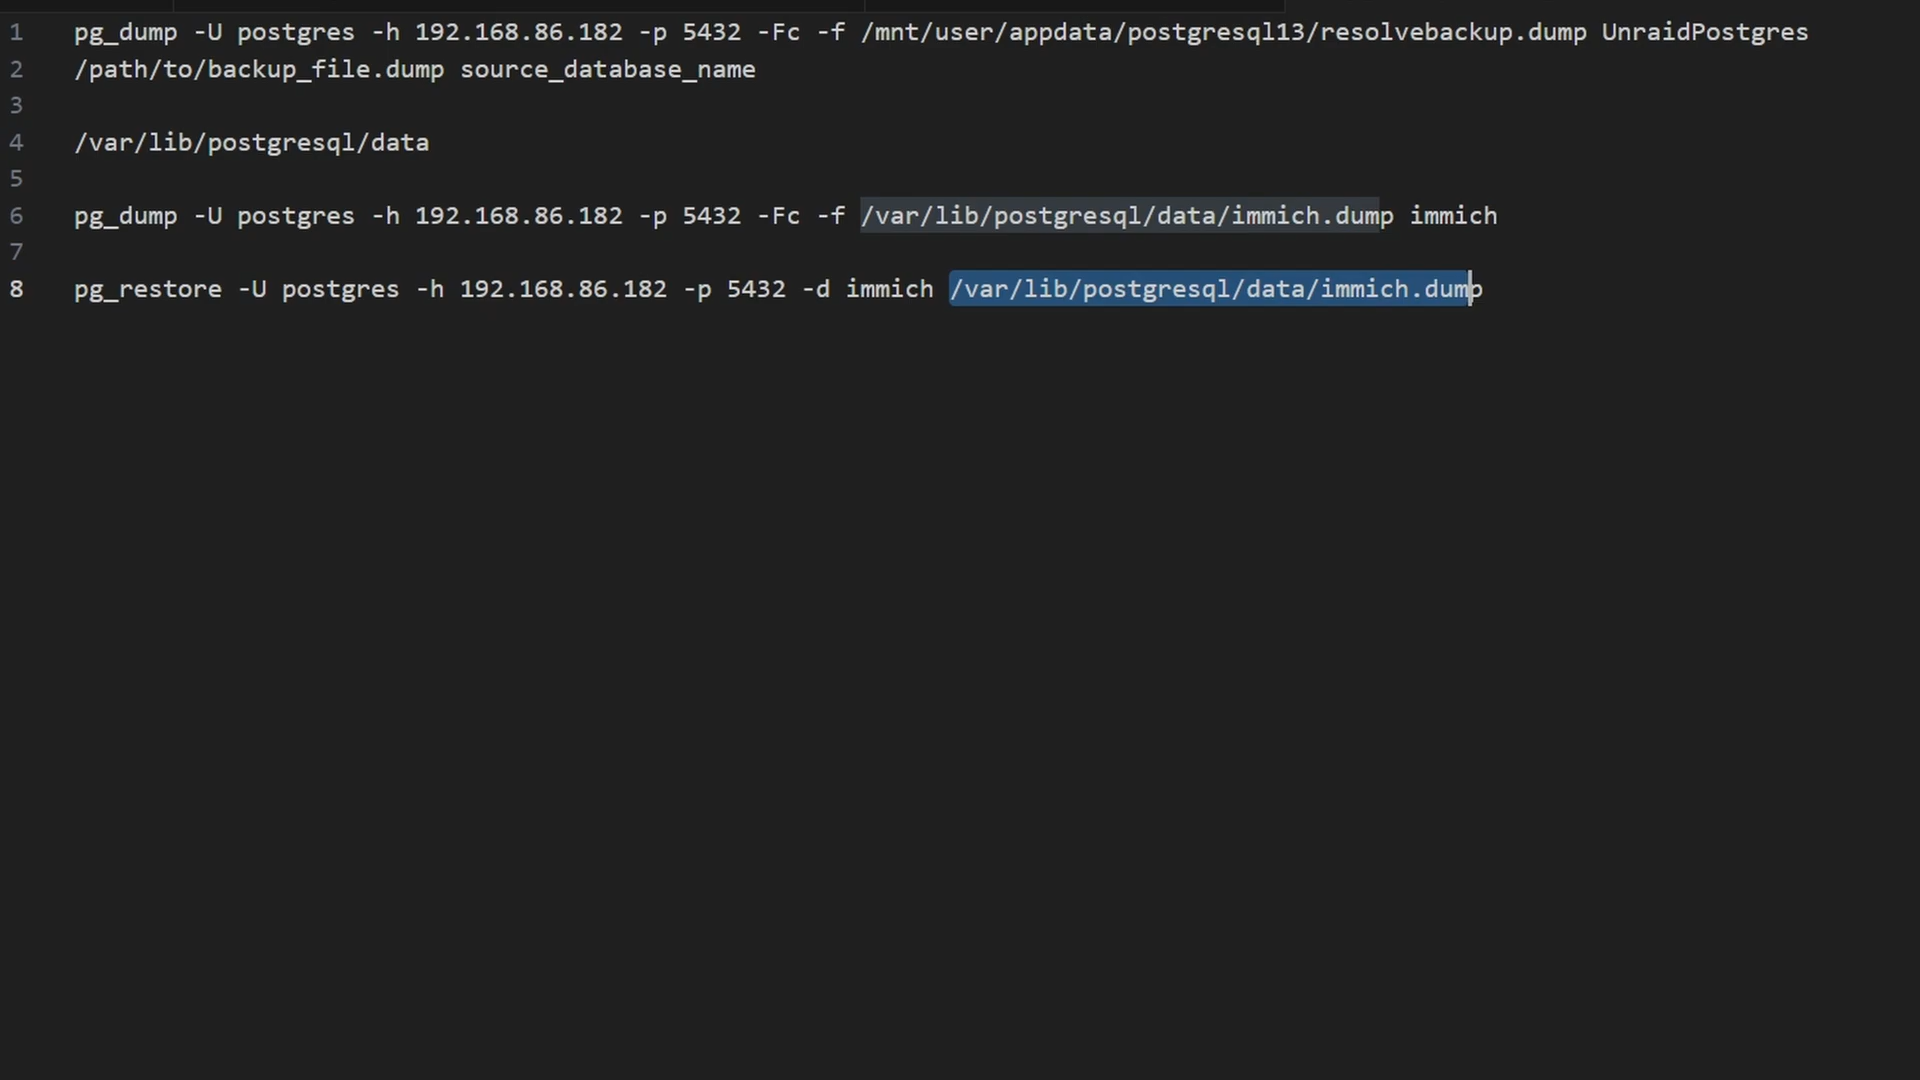 1 pg_dump -U postgres -h 192.168.86.182 -p 5432 -Fc -f /mnt/user/appdata/postgresql13/resolvebackup.dump UnraidPostgres
2 /path/to/backup_file.dump source_database_name
3
4 /var/lib/postgresql/data
5
6 pg_dump -U postgres -h 192.168.86.182 -p 5432 -Fc -f /var/lib/postgresql/data/immich.dump immich
7
8 pg_restore -U postgres -h 192.168.86.182 -p 5432 -d immich /var/lib/postgresql/data/immich.dump